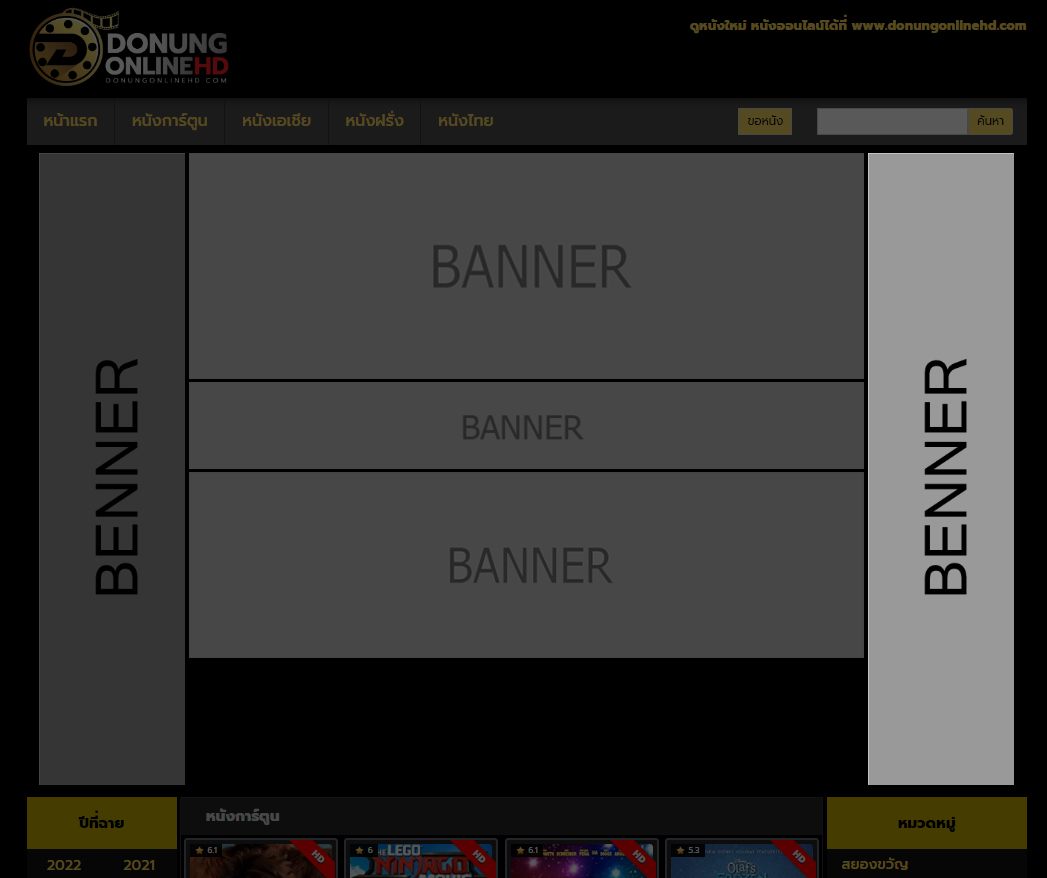 DONUNG
ONLINEHD
DONUNGONLINEHD.COM
ดูหนังใหม่ หนังออนไลน์ได้ที่ www.donungonlinehd.com
หน้าแรก หนังการ์ตูน หนังเอเชีย หนังฝรั่ง หนังไทย ขอหนัง ค้นหา
BENNER
BANNER
BANNER
BANNER
BENNER
ปีที่ฉาย
2022 2021
หนังการ์ตูน
6.1 HD
6 HD
THE LEGO
NINJAGO
MOVIE
6.1 HD
5.3 HD
Olaf's
FROZEN
หมวดหมู่
สยองขวัญ